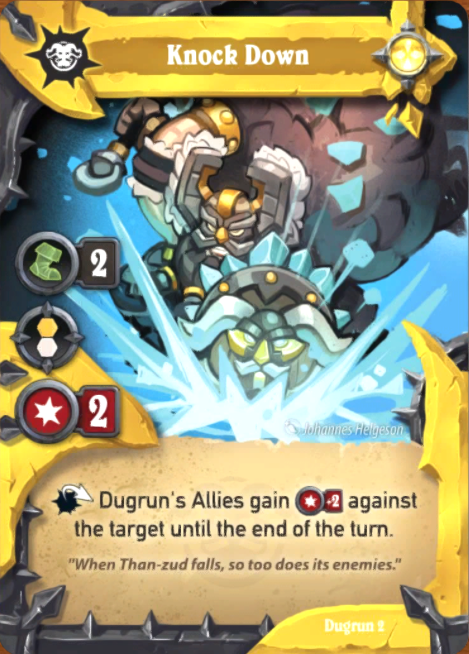 Knock Down
2
2
Johannes Helgeson
Dugrun's Allies gain +2 against
the target until the end of the turn.
"When Than-zud falls, so too does its enemies."
Dugrun 2